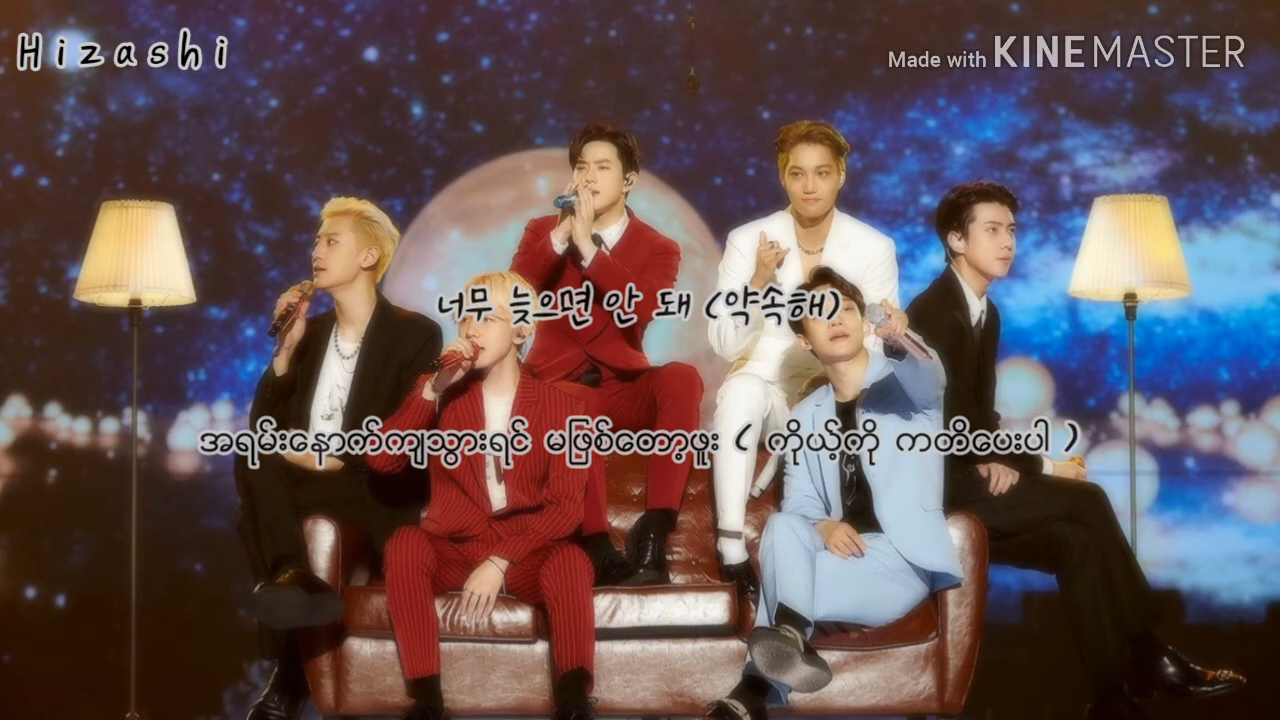 Hizashi
Made with KINEMASTER
너무 늦으면 안 돼 (약속해)
အရမ်းနောက်ကျသွားရင် မဖြစ်တော့ဖူး ( ကိုယ့်ကို ကတိပေးပါ )